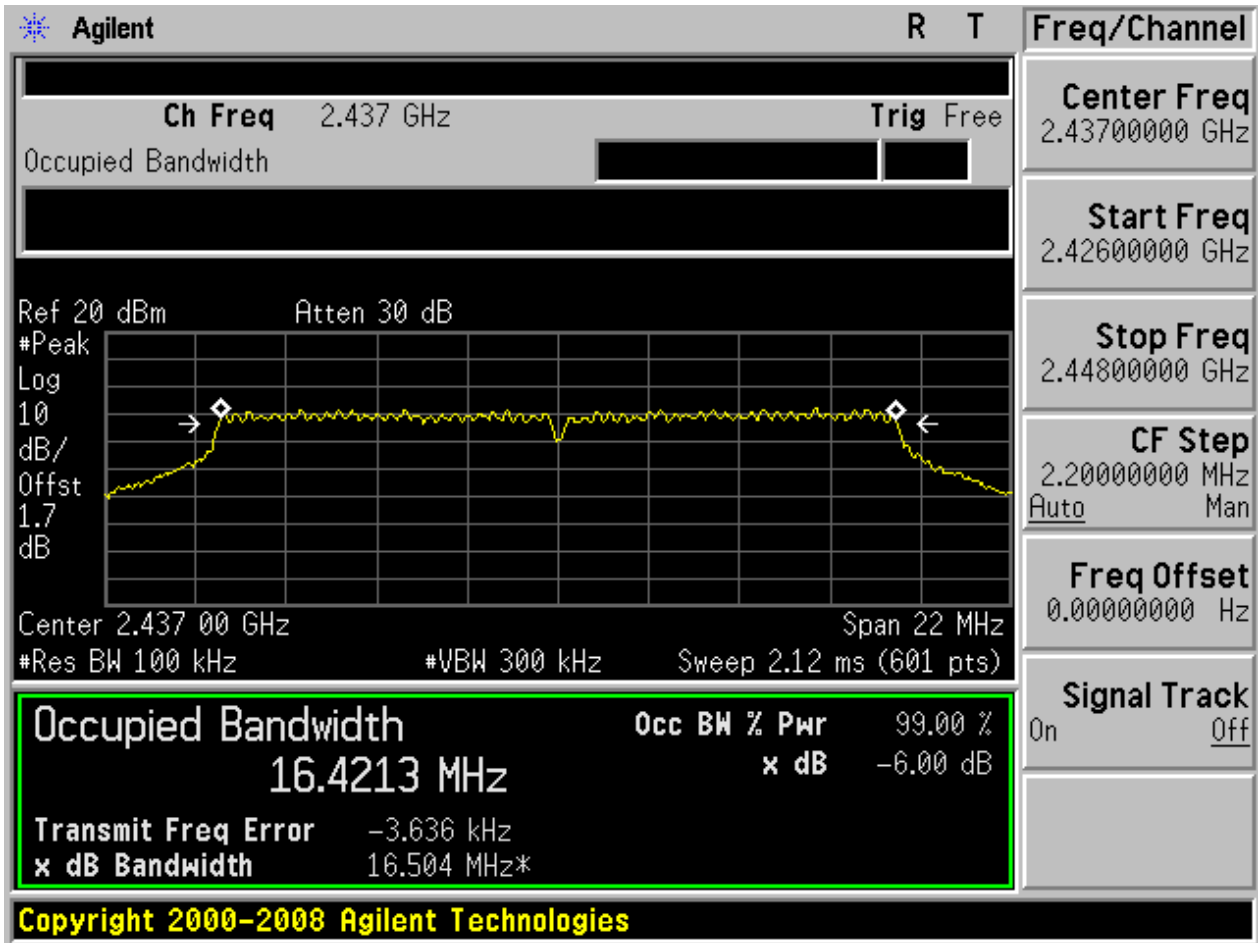 Agilent R T
Ch Freq 2.437 GHz Trig Free
Occupied Bandwidth
Ref 20 dBm Atten 30 dB
#Peak
Log
10
dB/
Offst
1.7
dB
Center 2.437 00 GHz Span 22 MHz
#Res BW 100 kHz #VBW 300 kHz Sweep 2.12 ms (601 pts)
Occupied Bandwidth Occ BW % Pwr 99.00 %
16.4213 MHz x dB -6.00 dB
Transmit Freq Error -3.636 kHz
x dB Bandwidth 16.504 MHz*
Copyright 2000-2008 Agilent Technologies
Freq/Channel
Center Freq
2.43700000 GHz
Start Freq
2.42600000 GHz
Stop Freq
2.44800000 GHz
CF Step
2.20000000 MHz
Auto Man
Freq Offset
0.00000000 Hz
Signal Track
On Off